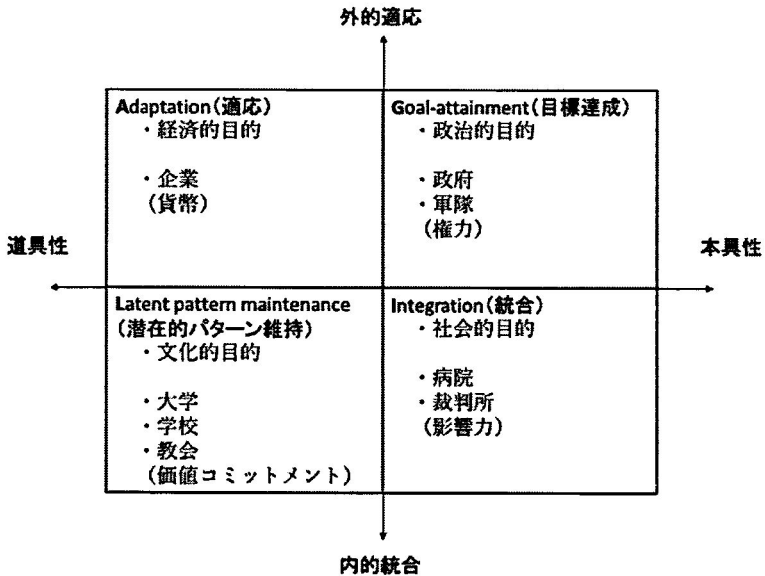 外的適応
Adaptation（適応）
・経済的目的
・企業
（貨幣）
Goal-attainment（目標達成）
・政治的目的
・政府
・軍隊
（権力）
道具性
本具性
Latent pattern maintenance
（潜在的パターン維持）
・文化的目的
・大学
・学校
・教会
（価値コミットメント）
Integration（統合）
・社会的目的
・病院
・裁判所
（影響力）
内的統合